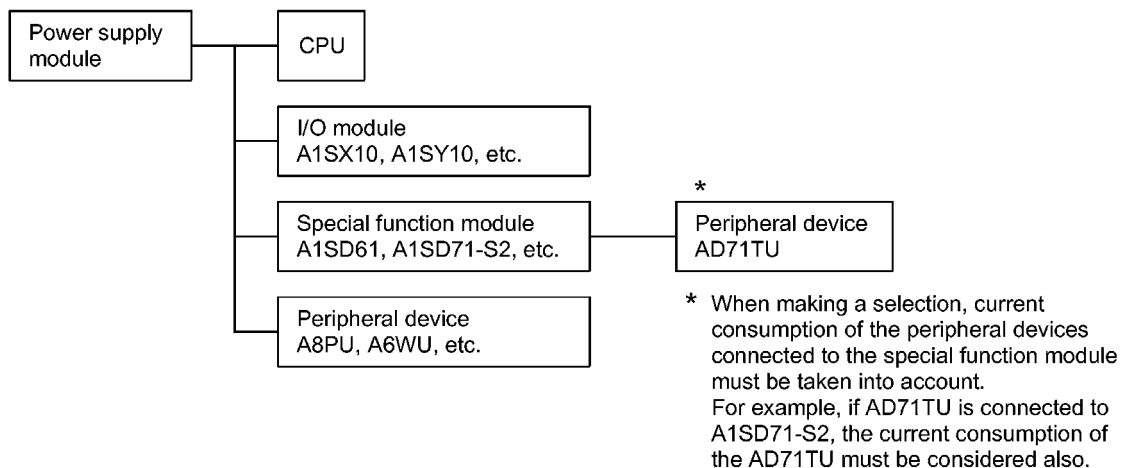 Power supply
module
CPU
I/O module
A1SX10, A1SY10, etc.
Special function module
A1SD61, A1SD71-S2, etc.
*
Peripheral device
AD71TU
Peripheral device
A8PU, A6WU, etc.
* When making a selection, current
consumption of the peripheral devices
connected to the special function module
must be taken into account.
For example, if AD71TU is connected to
A1SD71-S2, the current consumption of
the AD71TU must be considered also.